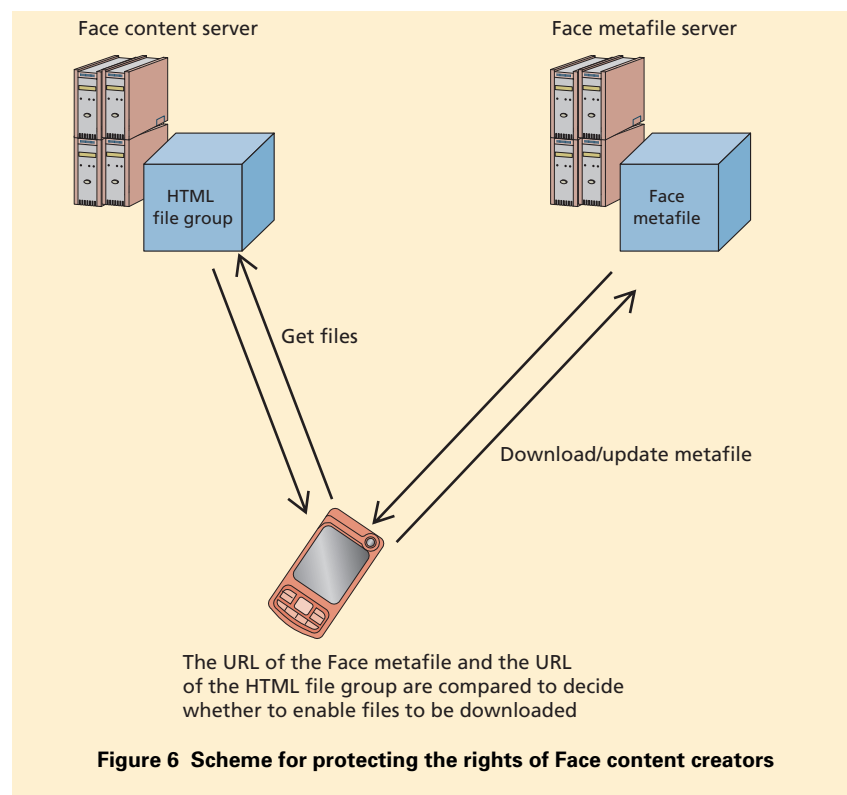 Face content server
Face metafile server
HTML
file group
Face
metafile
Get files
Download/update metafile
The URL of the Face metafile and the URL
of the HTML file group are compared to decide
whether to enable files to be downloaded
Figure 6  Scheme for protecting the rights of Face content creators